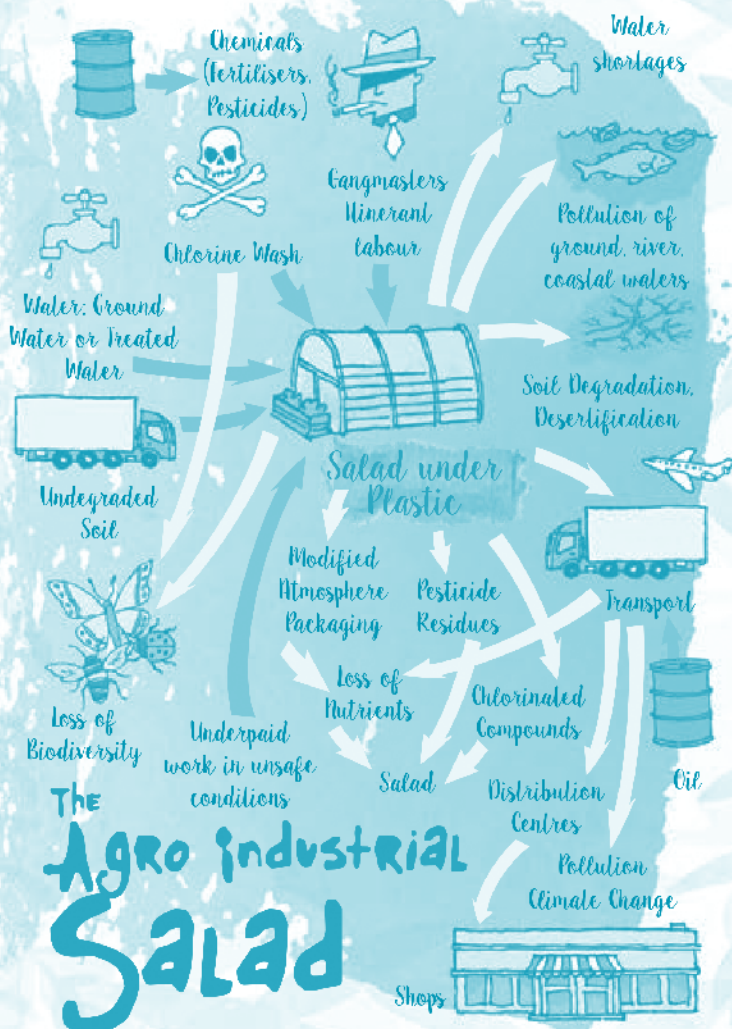 Water
shortages
Chemicals
(Fertilisers,
Pesticides)
Gangmasters
Itinerant
labour
Chlorine Wash
Pollution of
ground, river,
coastal waters
Water: Ground
Water or Treated
Water
Soil Degradation,
Desertification
Salad under
Plastic
Undegraded
Soil
Modified
Atmosphere
Packaging
Pesticide
Residues
Transport
Loss of
Nutrients
Chlorinated
Compounds
Loss of
Biodiversity
Underpaid
work in unsafe
conditions
Salad
Oil
Distribution
Centres
Pollution
Climate Change
The
Agro industrial
Salad
Shops